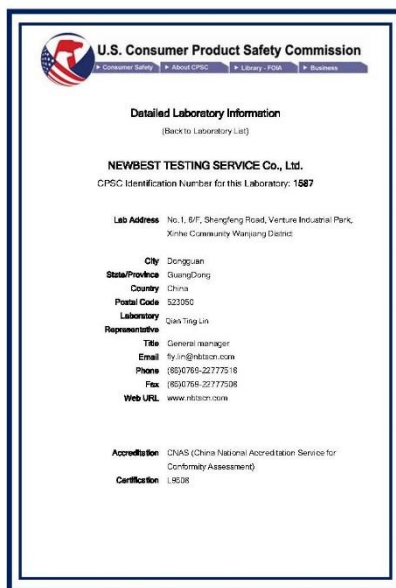 U.S. Consumer Product Safety Commission
Consumer Safety About CPSC Library - FOIA Business
Datailed Laboratory Information
(Back to Laboratory List)
NEWBEST TESTING SERVICE Co., Ltd.
CPSC Identification Number for this Laboratory: 1587
Lab Address No.1, 6/F, Shengfeng Road, Venture Industrial Park,
Xinhe Community Wanjiang District
City Dongguan
State/Province GuangDong
Country China
Postal Code 523050
Laboratory
Representative Qian Ting Lin
Title General manager
Email fly.lin@nbtscn.com
Phone (86)0769-22777518
Fax (86)0769-22777508
Web URL www.nbtscn.com
Accreditation CNAS (China National Accreditation Service for
Conformity Assessment)
Certification L9508